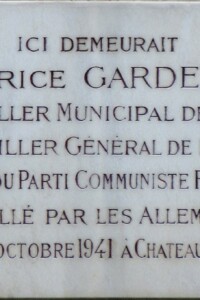 ICI DEMEURAIT
RICE GARDE
LLER MUNICIPAL DE
ILLER GÉNÉRAL DE L
DU PARTI COMMUNISTE F
LLÉ PAR LES ALLEM
OCTOBRE 1941 À CHATEAU